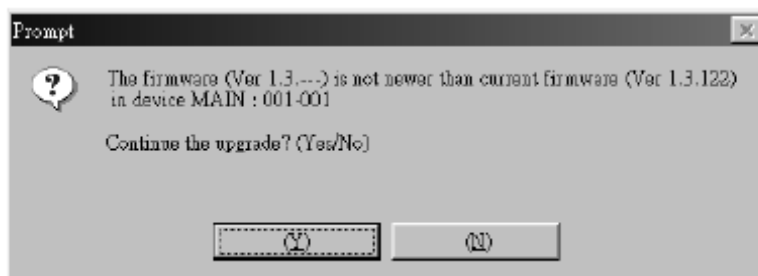 Prompt
The firmware (Ver 1.3.---) is not newer than current firmware (Ver 1.3.122)
in device MAIN : 001-001
Continue the upgrade? (Yes/No)
(Y)
(N)